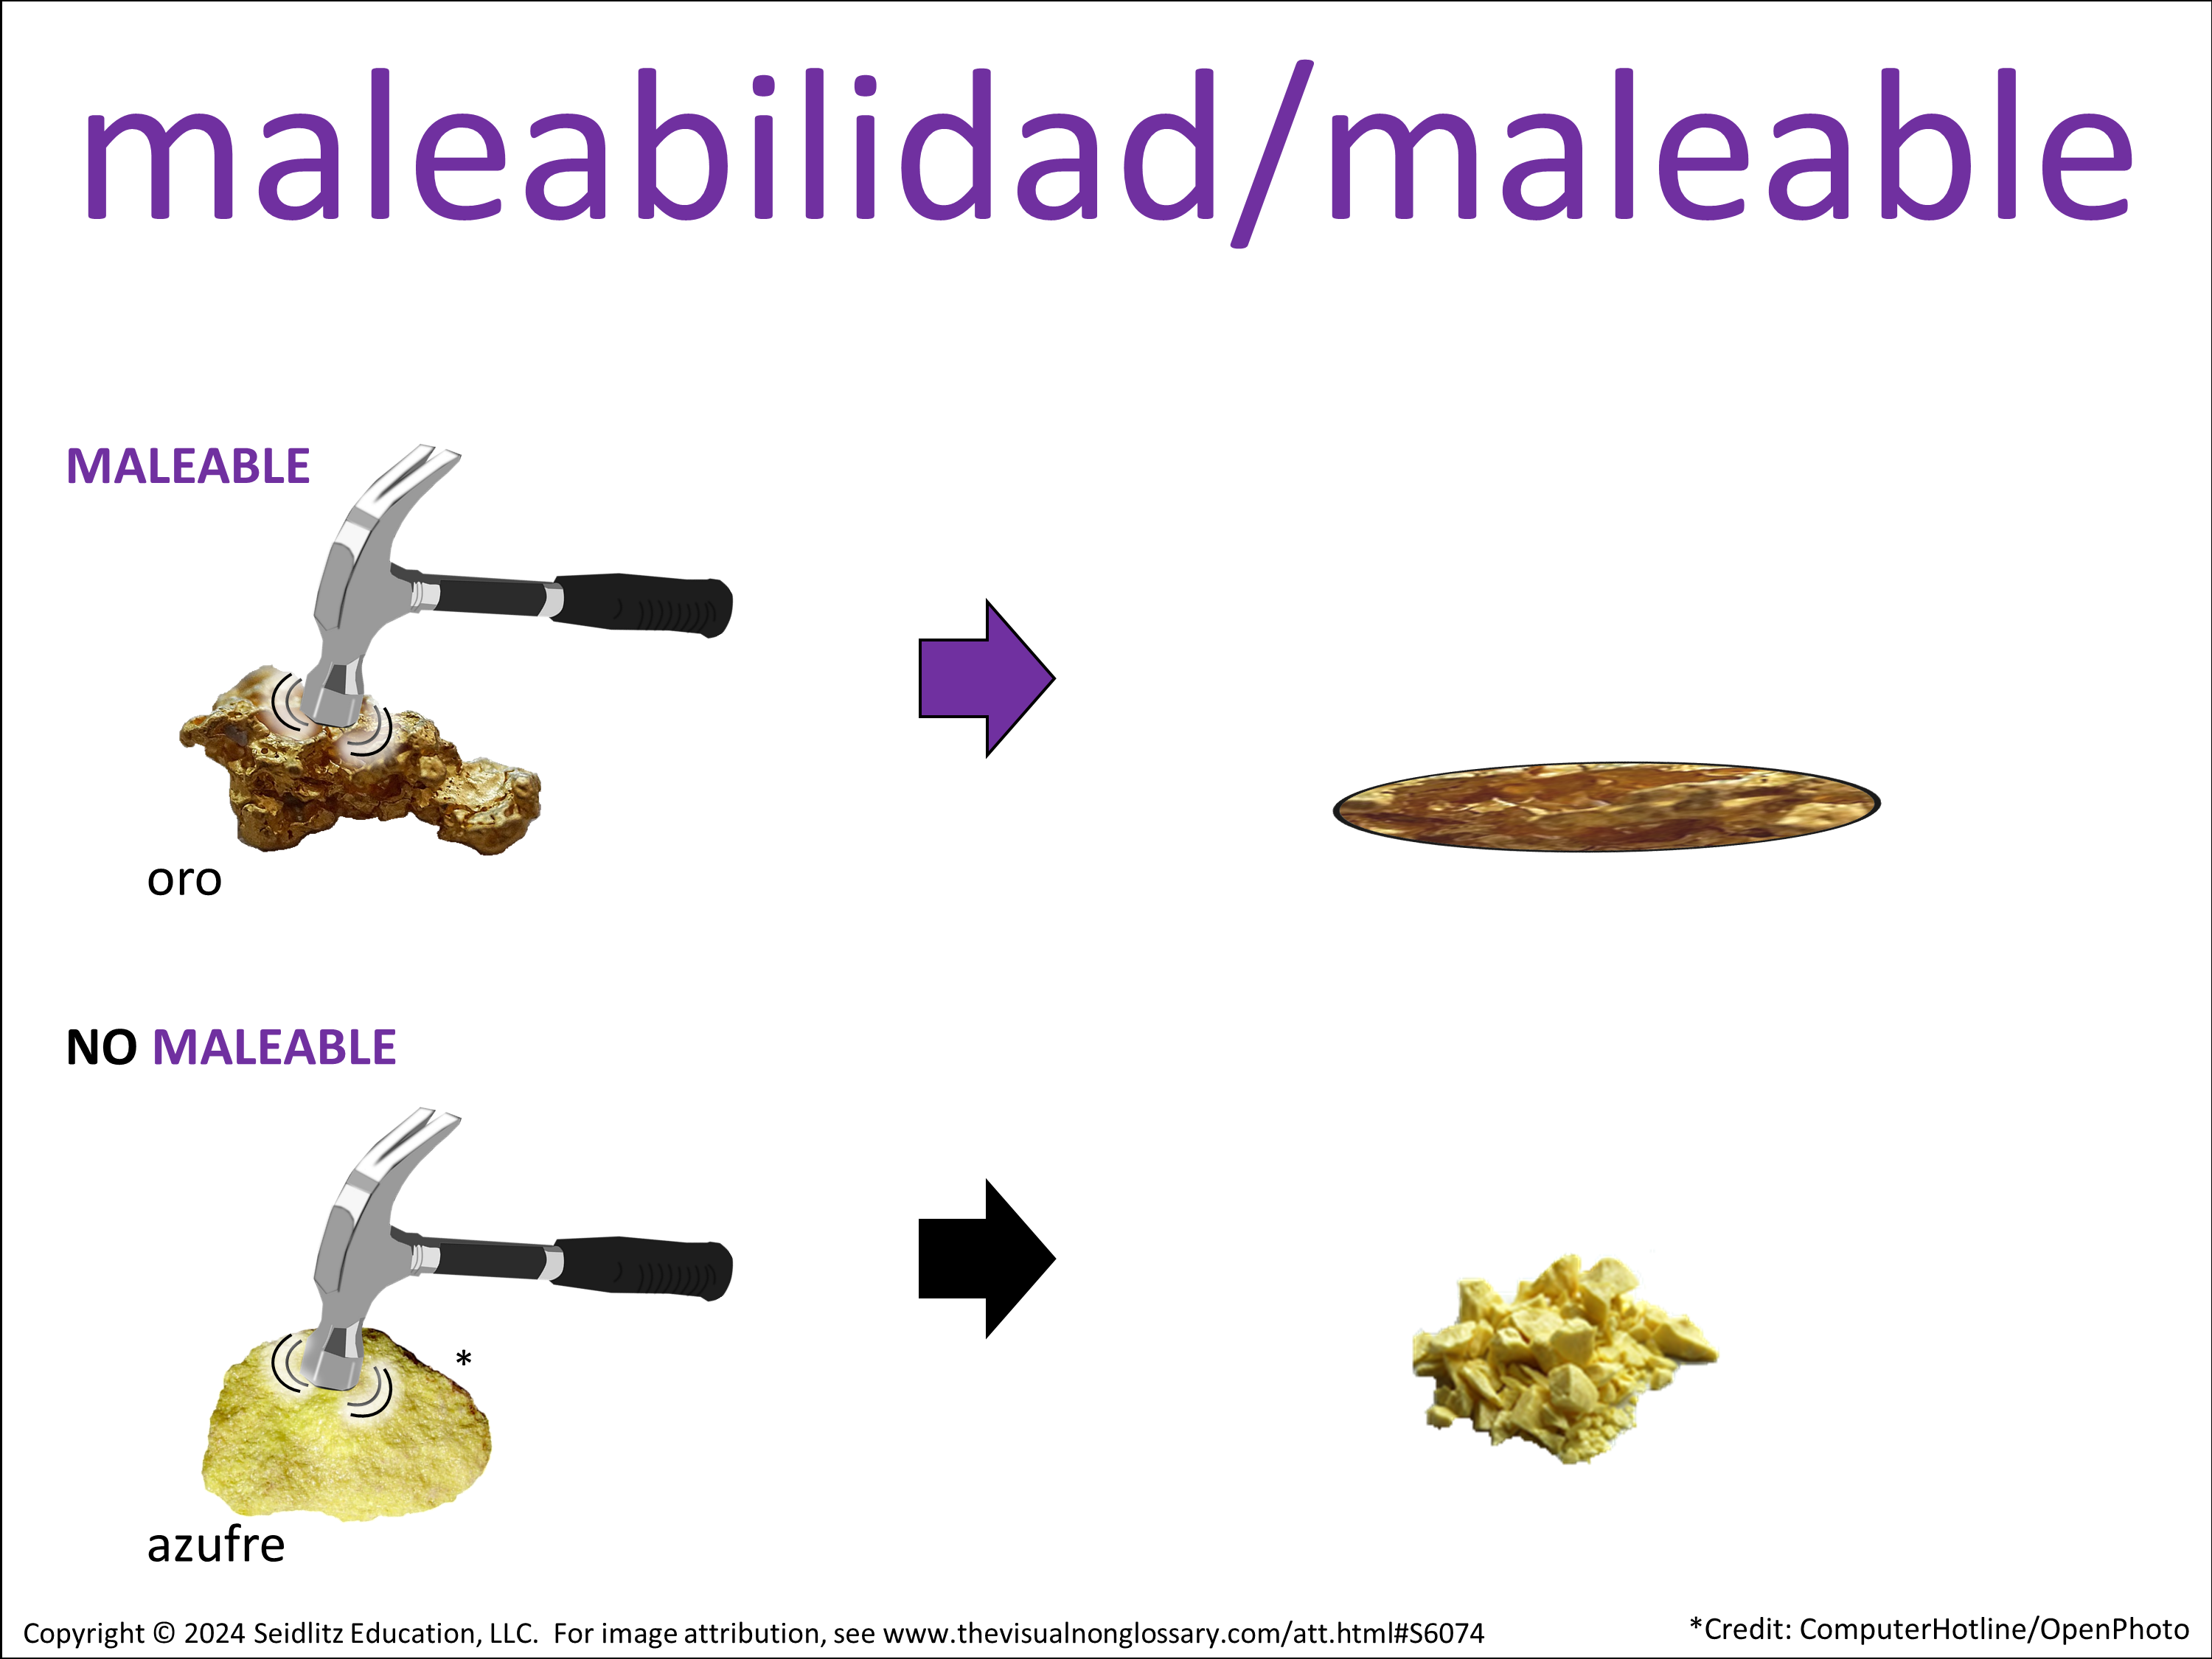 maleabilidad/maleable
MALEABLE
oro
NO MALEABLE
*
azufre
Copyright © 2024 Seidlitz Education, LLC.  For image attribution, see www.thevisualnonglossary.com/att.html#S6074
*Credit: ComputerHotline/OpenPhoto